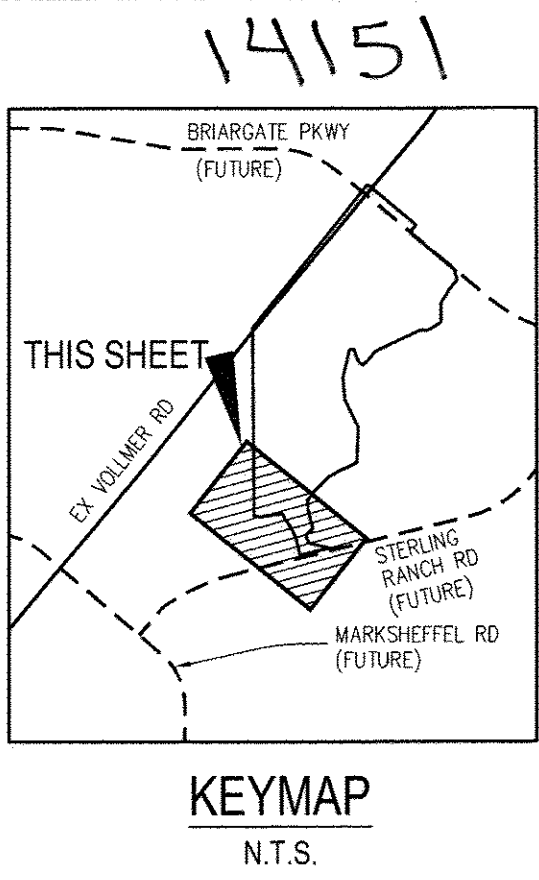 14151
BRIARGATE PKWY
(FUTURE)
THIS SHEET
EX VOLLMER RD
STERLING
RANCH RD
(FUTURE)
MARKSHEFFEL RD
(FUTURE)
KEYMAP
N.T.S.